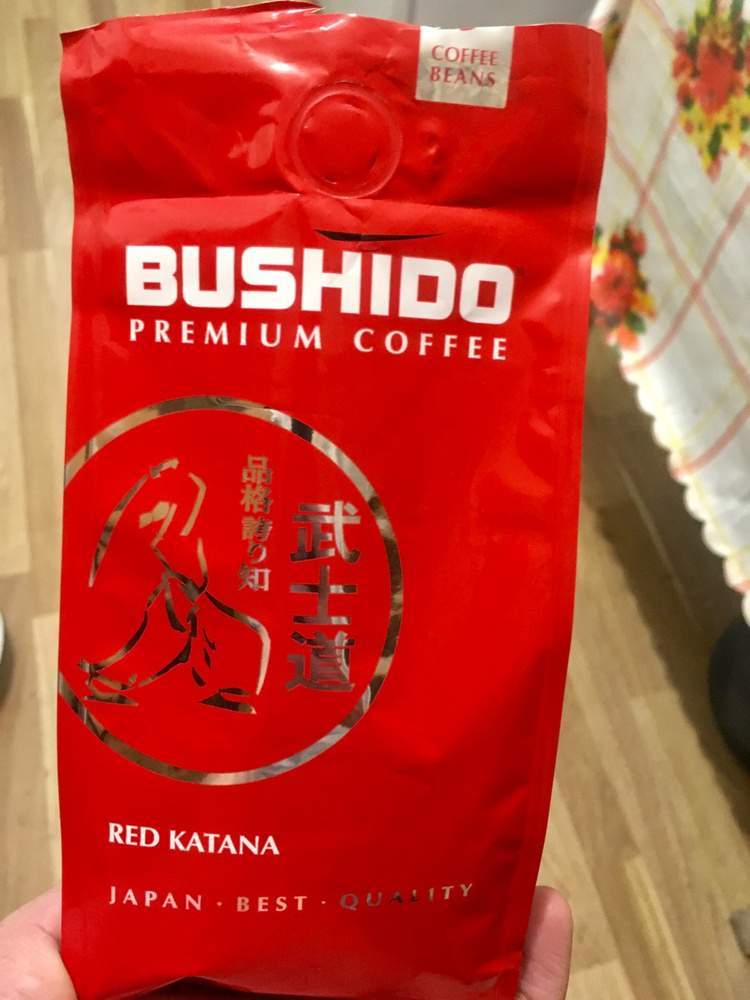 COFFEE
BEANS
BUSHIDO
PREMIUM COFFEE
武士道
品格 誇り 知
RED KATANA
JAPAN · BEST · QUALITY